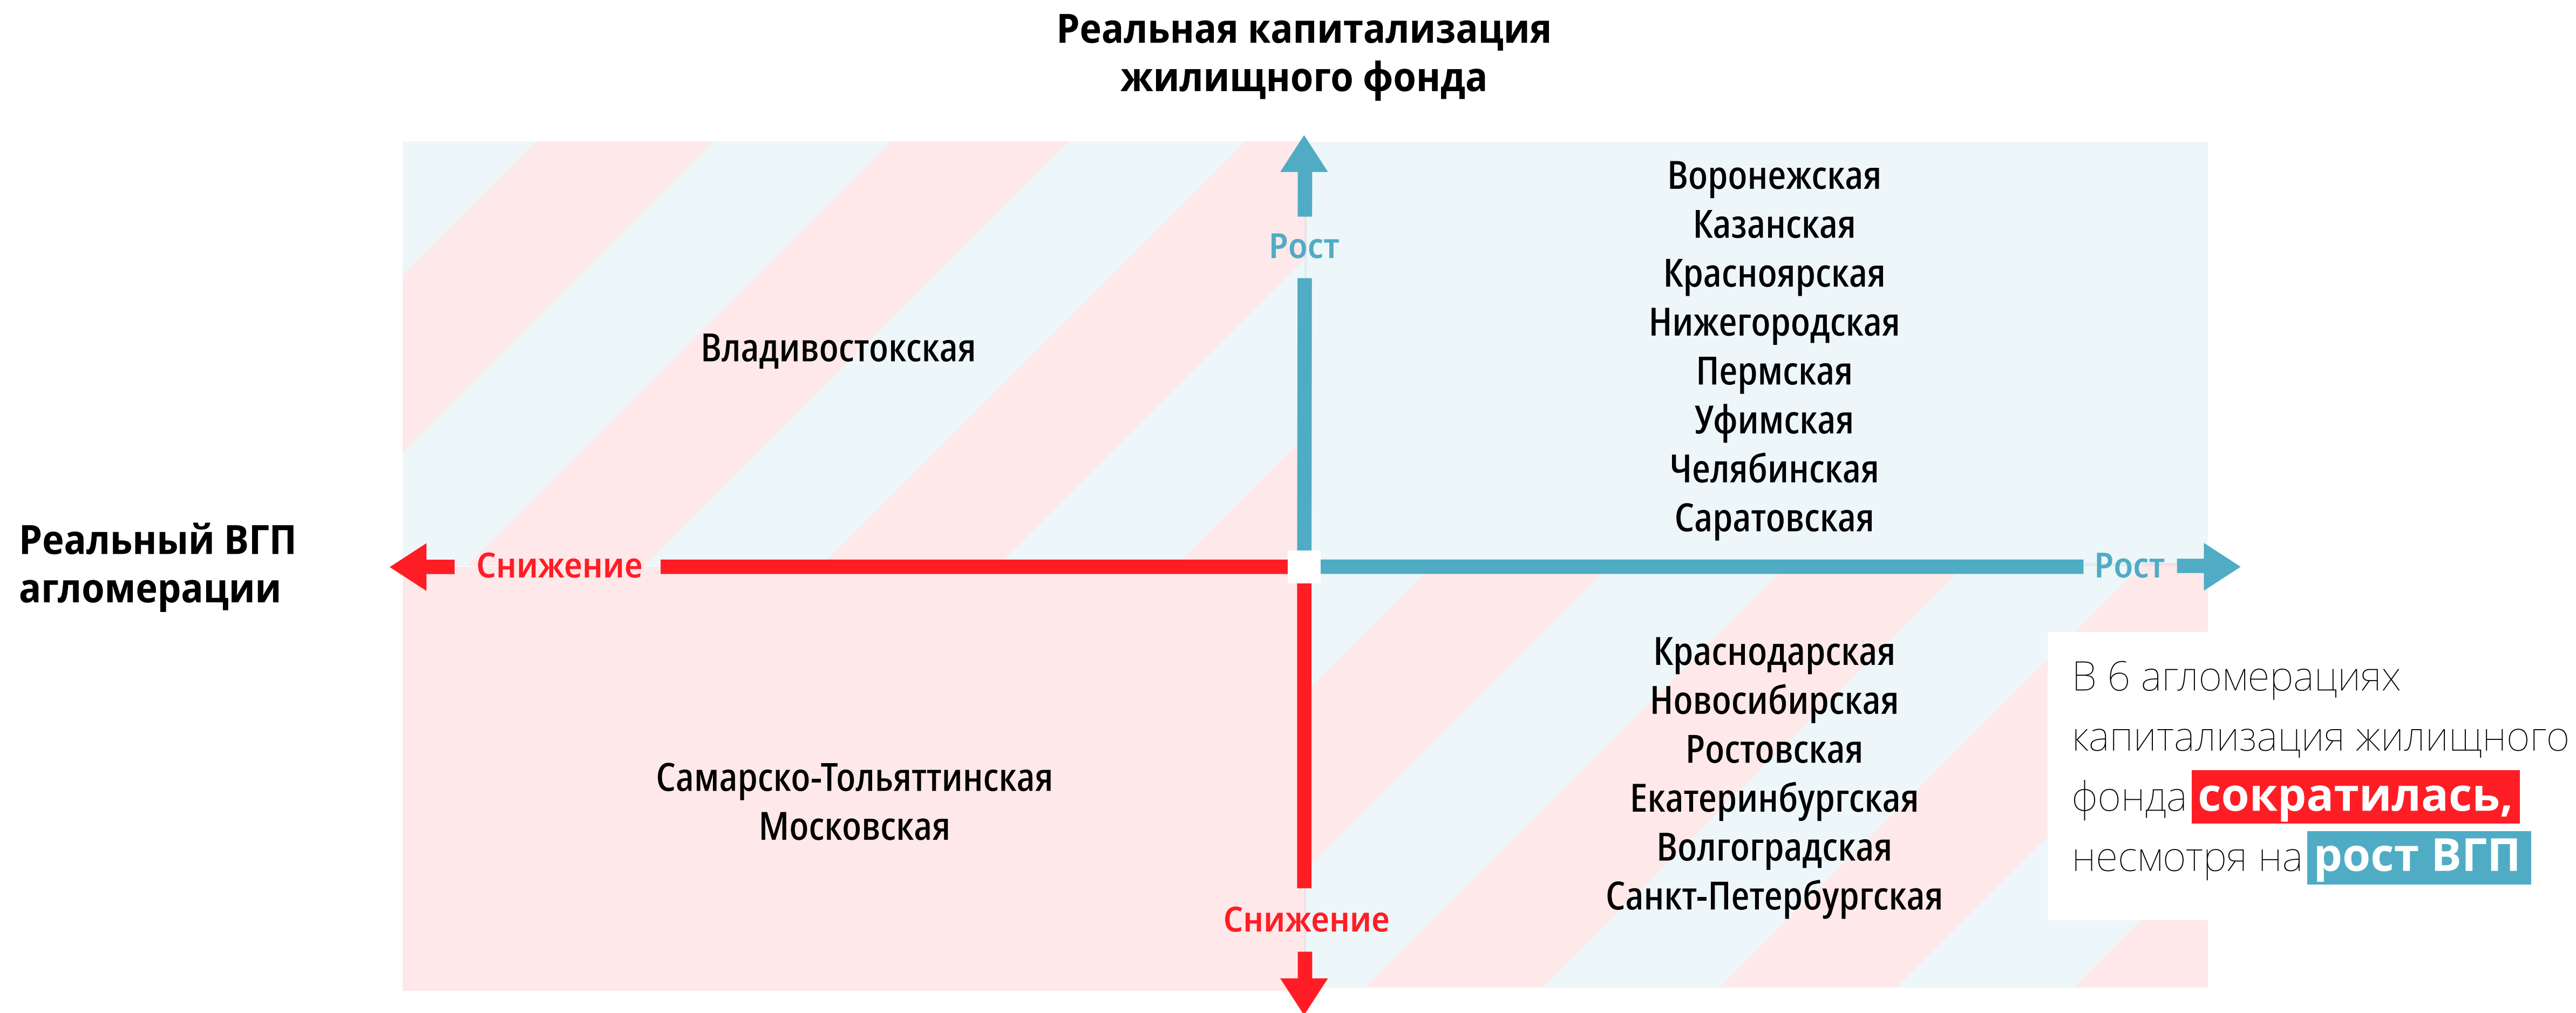 Реальная капитализация
жилищного фонда
Рост
Владивостокская
Воронежская
Казанская
Красноярская
Нижегородская
Пермская
Уфимская
Челябинская
Саратовская
Реальный ВГП
агломерации
Снижение
Рост
Самарско-Тольяттинская
Московская
Краснодарская
Новосибирская
Ростовская
Екатеринбургская
Волгоградская
Санкт-Петербургская
В 6 агломерациях
капитализация жилищного
фонда сократилась,
несмотря на рост ВГП
Снижение